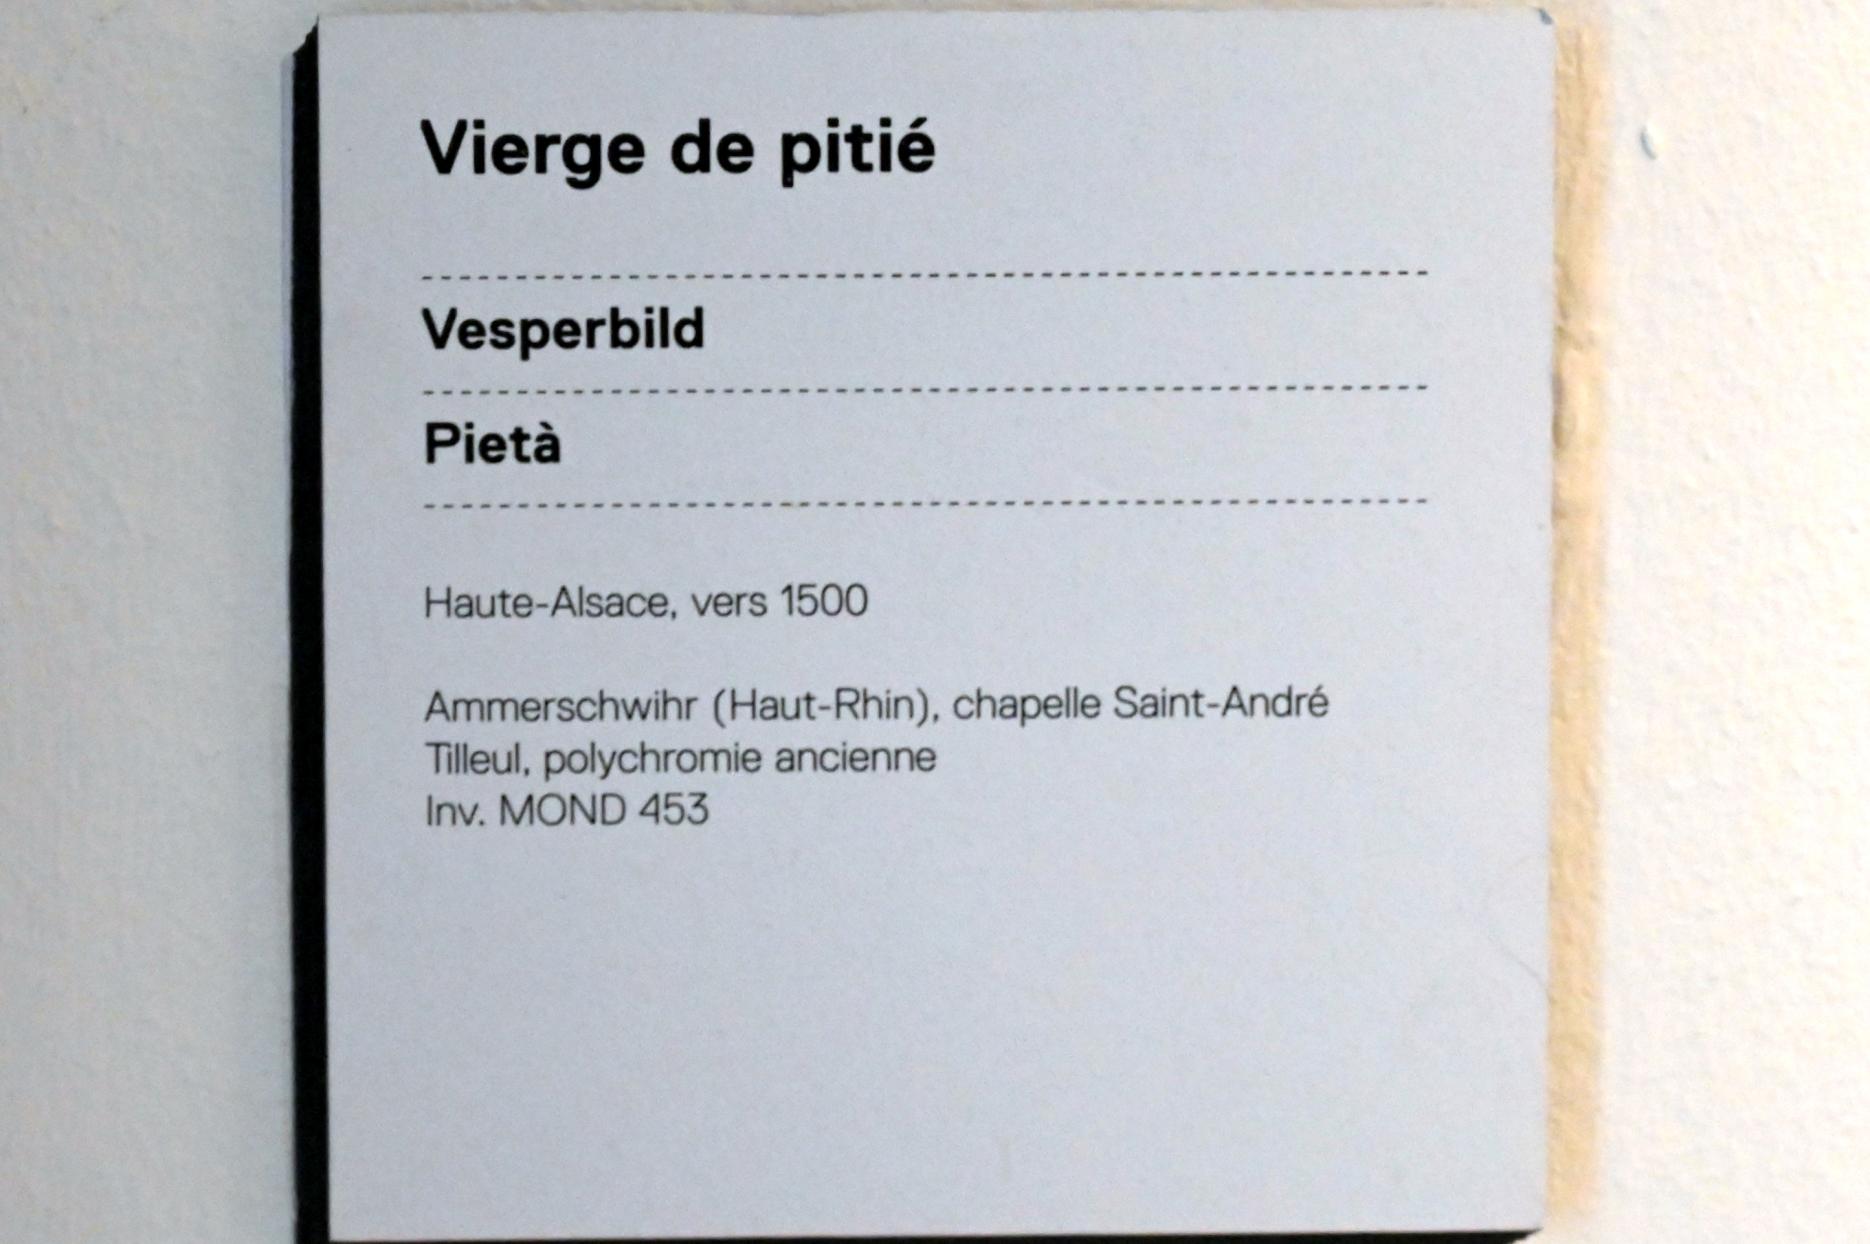 Vierge de pitié
Vesperbild
Pietà
Haute-Alsace, vers 1500
Ammerschwihr (Haut-Rhin), chapelle Saint-André
Tilleul, polychromie ancienne
Inv. MOND 453